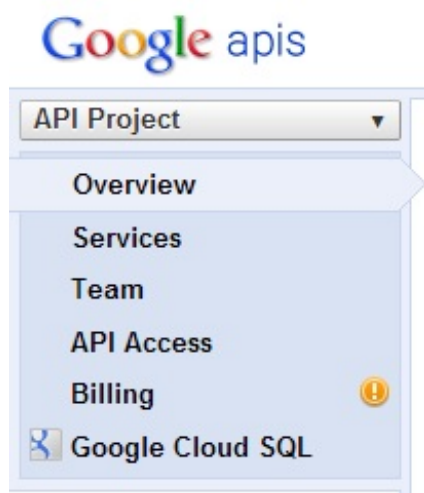 Google apis
API Project
Overview
Services
Team
API Access
Billing
Google Cloud SQL